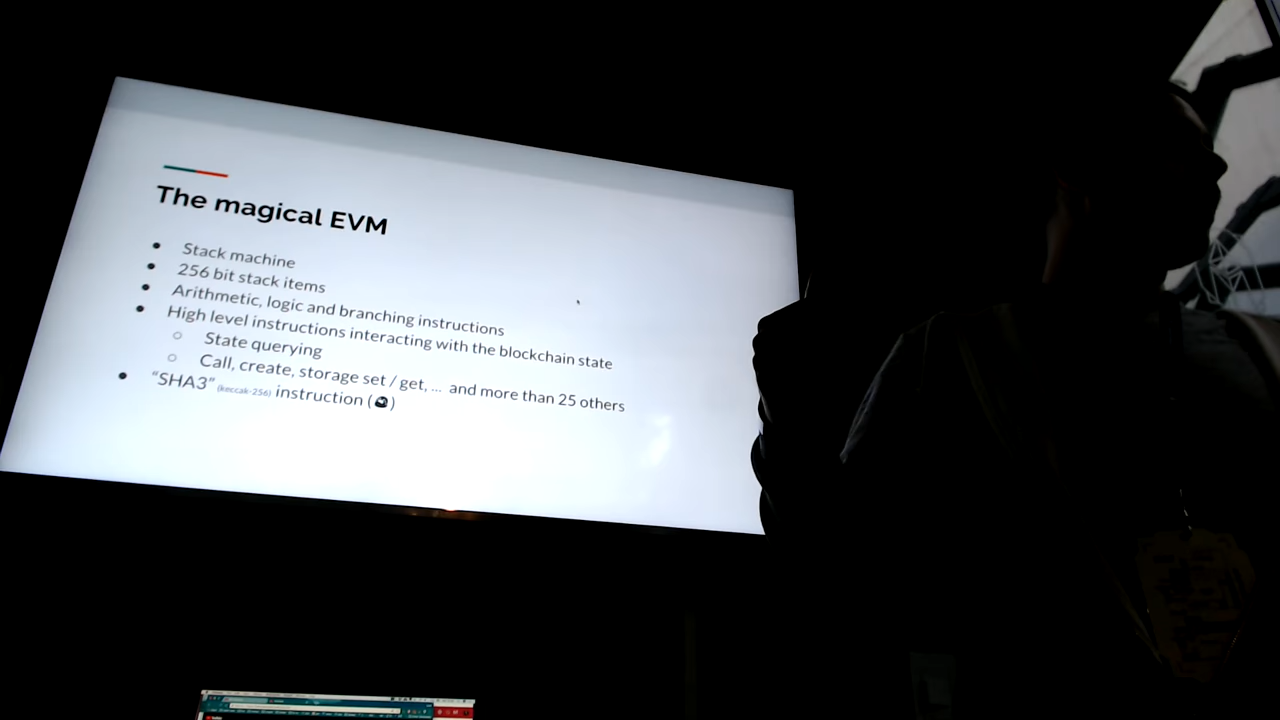 The magical EVM
• Stack machine
• 256 bit stack items
• Arithmetic, logic and branching instructions
• High level instructions interacting with the blockchain state
○ State querying
○ Call, create, storage set / get, ... and more than 25 others
• “SHA3” (keccak-256) instruction ( )